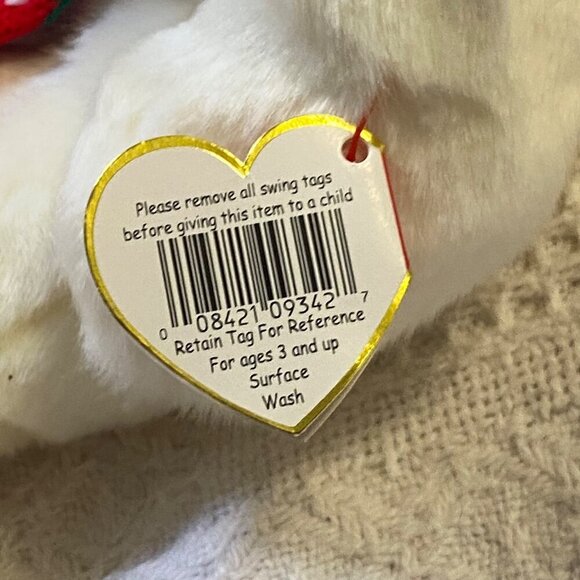 Please remove all swing tags
before giving this item to a child
0 08421 09342 7
Retain Tag For Reference
For ages 3 and up
Surface
Wash